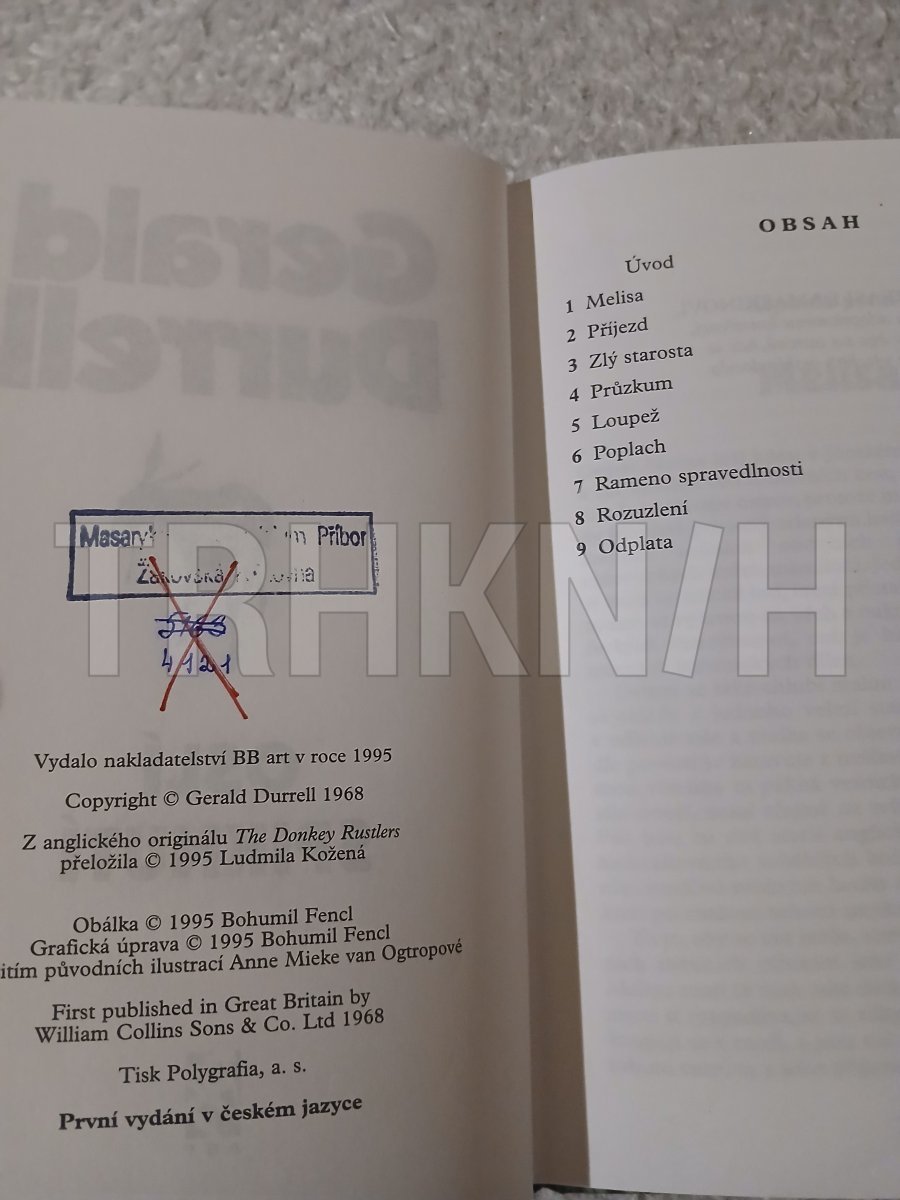 Gerald
Durrell
Masaryk Příbor
Žákovská
4121
Vydalo nakladatelství BB art v roce 1995
Copyright © Gerald Durrell 1968
Z anglického originálu The Donkey Rustlers
přeložila © 1995 Ludmila Kožená
Obálka © 1995 Bohumil Fencl
Grafická úprava © 1995 Bohumil Fencl
itím původních ilustrací Anne Mieke van Ogtropové
First published in Great Britain by
William Collins Sons & Co. Ltd 1968
Tisk Polygrafia, a. s.
První vydání v českém jazyce
OBSAH
Úvod
1 Melisa
2 Příjezd
3 Zlý starosta
4 Průzkum
5 Loupež
6 Poplach
7 Rameno spravedlnosti
8 Rozuzlení
9 Odplata
TRHKN/H